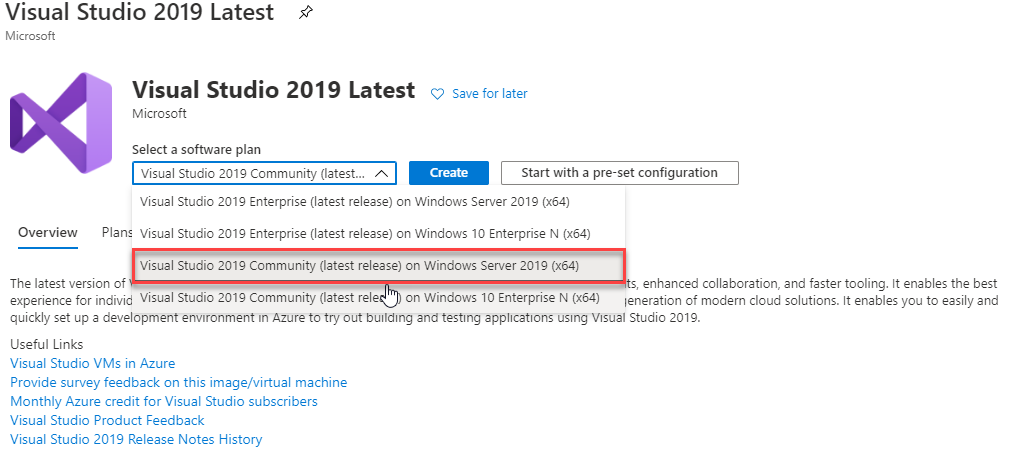 Visual Studio 2019 Latest
Microsoft
Visual Studio 2019 Latest
Save for later
Microsoft
Select a software plan
Visual Studio 2019 Community (latest...
Create
Start with a pre-set configuration
Visual Studio 2019 Enterprise (latest release) on Windows Server 2019 (x64)
Overview
Plans
Visual Studio 2019 Enterprise (latest release) on Windows 10 Enterprise N (x64)
Visual Studio 2019 Community (latest release) on Windows Server 2019 (x64)
The latest version of
enhanced collaboration, and faster tooling. It enables the best
Visual Studio 2019 Community (latest on Windows 10 Enterprise N (x64)
experience for generation of modern cloud solutions. It enables you to easily and
quickly set up a development environment in Azure to try out building and testing applications using Visual Studio 2019.
Useful Links
Visual Studio VMs in Azure
Provide survey feedback on this image/virtual machine
Monthly Azure credit for Visual Studio subscribers
Visual Studio Product Feedback
Visual Studio 2019 Release Notes History